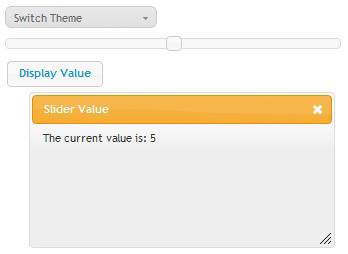 Switch Theme
Display Value
Slider Value
The current value is: 5